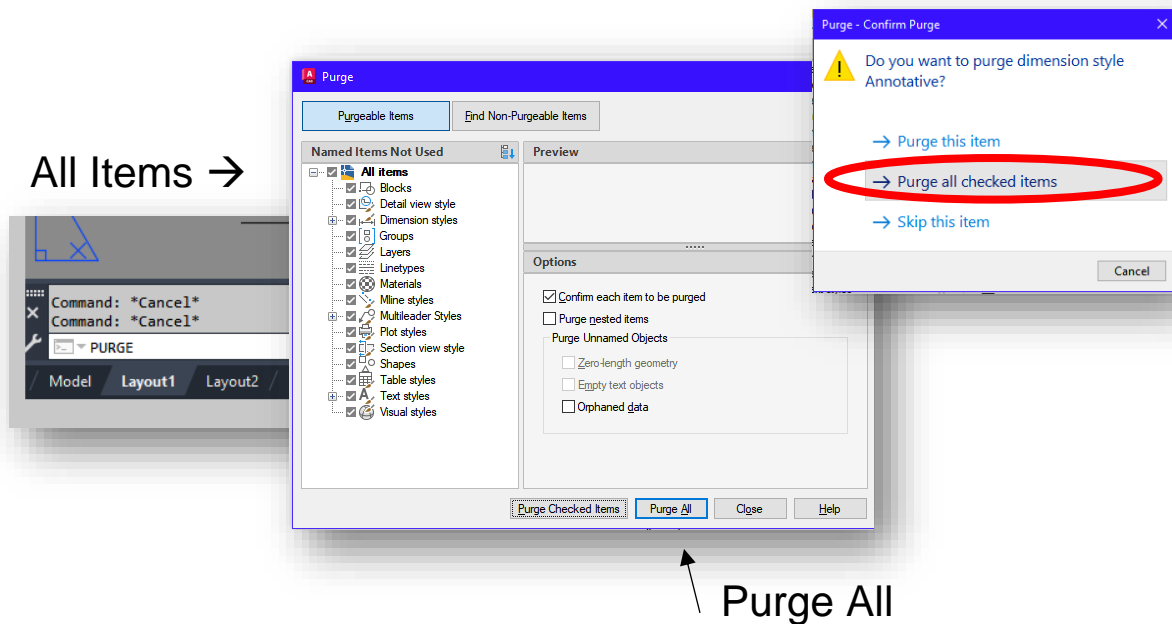 Purge - Confirm Purge
Do you want to purge dimension style
Annotative?
Purge this item
Purge all checked items
Skip this item
Cancel
Purge
Purgeable Items
Find Non-Purgeable Items
Named Items Not Used
Preview
All items
Blocks
Detail view style
Dimension styles
Groups
Layers
Linetypes
Materials
Mline styles
Multileader Styles
Plot styles
Section view style
Shapes
Table styles
Text styles
Visual styles
Options
Confirm each item to be purged
Purge nested items
Purge Unnamed Objects
Zero-length geometry
Empty text objects
Orphaned data
Purge Checked Items
Purge All
Close
Help
All Items →
Command: *Cancel*
Command: *Cancel*
PURGE
Model Layout1 Layout2
Purge All